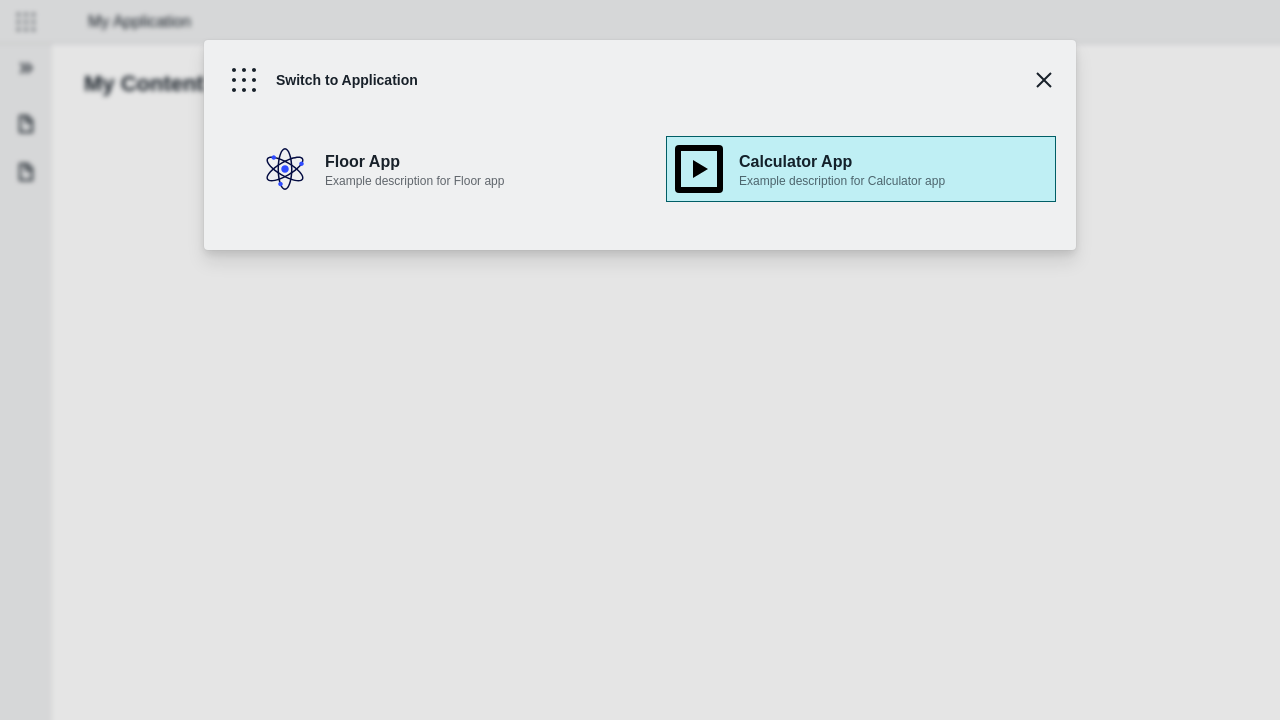 My Application
My Content
Switch to Application
Floor App
Example description for Floor app
Calculator App
Example description for Calculator app